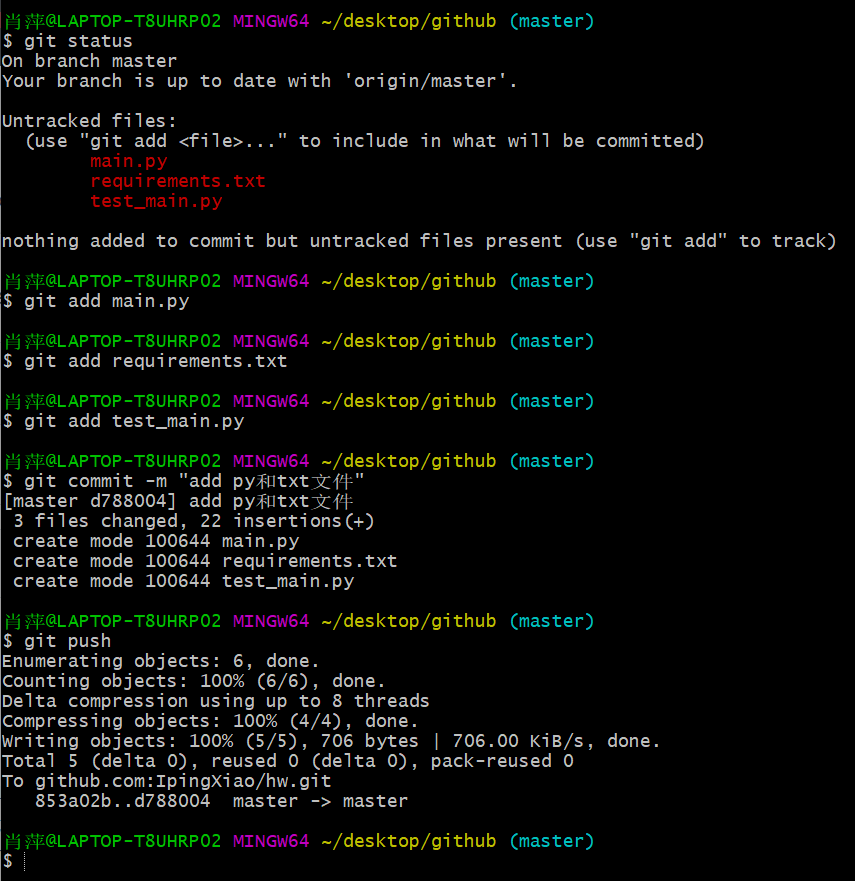 肖萍@LAPTOP-T8UHRPO2 MINGW64 ~/desktop/github (master)
$ git status
On branch master
Your branch is up to date with 'origin/master'.

Untracked files:
  (use "git add <file>..." to include in what will be committed)
        main.py
        requirements.txt
        test_main.py

nothing added to commit but untracked files present (use "git add" to track)

肖萍@LAPTOP-T8UHRPO2 MINGW64 ~/desktop/github (master)
$ git add main.py

肖萍@LAPTOP-T8UHRPO2 MINGW64 ~/desktop/github (master)
$ git add requirements.txt

肖萍@LAPTOP-T8UHRPO2 MINGW64 ~/desktop/github (master)
$ git add test_main.py

肖萍@LAPTOP-T8UHRPO2 MINGW64 ~/desktop/github (master)
$ git commit -m "add py和txt文件"
[master d788004] add py和txt文件
 3 files changed, 22 insertions(+)
 create mode 100644 main.py
 create mode 100644 requirements.txt
 create mode 100644 test_main.py

肖萍@LAPTOP-T8UHRPO2 MINGW64 ~/desktop/github (master)
$ git push
Enumerating objects: 6, done.
Counting objects: 100% (6/6), done.
Delta compression using up to 8 threads
Compressing objects: 100% (4/4), done.
Writing objects: 100% (5/5), 706 bytes | 706.00 KiB/s, done.
Total 5 (delta 0), reused 0 (delta 0), pack-reused 0
To github.com:IpingXiao/hw.git
   853a02b..d788004  master -> master

肖萍@LAPTOP-T8UHRPO2 MINGW64 ~/desktop/github (master)
$